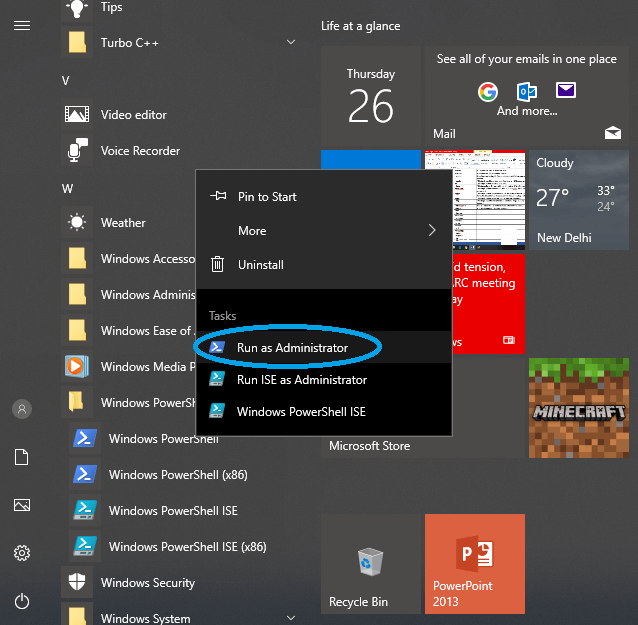 Tips
Turbo C++
V
Video editor
Voice Recorder
W
Weather
Windows Accesso
Windows Adminis
Windows Ease of
Windows Media P
Windows PowerSh
Windows PowerShell
Windows PowerShell (x86)
Windows PowerShell ISE
Windows PowerShell ISE (x86)
Windows Security
Windows System
Pin to Start
More
Uninstall
Tasks
Run as Administrator
Run ISE as Administrator
Windows PowerShell ISE
Life at a glance
Thursday
26
See all of your emails in one place
And more...
Mail
Cloudy
27°
33°
24°
New Delhi
d tension,
ARC meeting
ay
ws
Microsoft Store
MINECRAFT
Recycle Bin
PowerPoint
2013